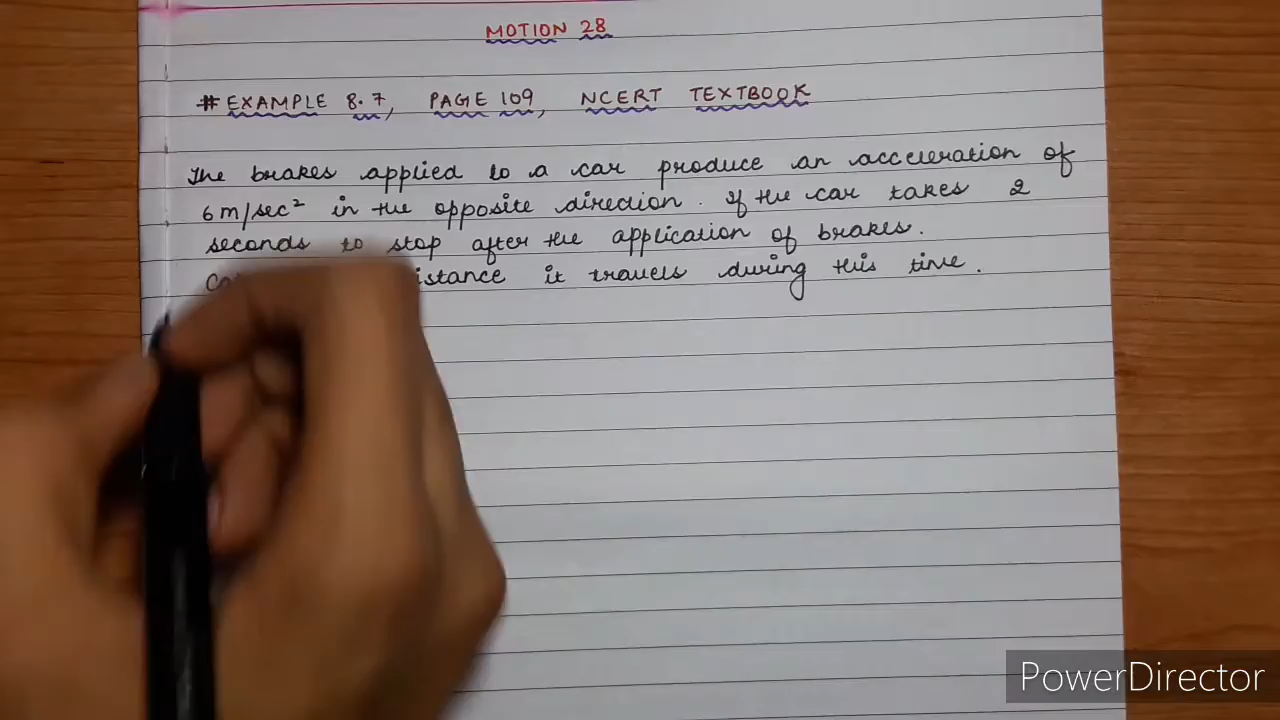 MOTION 28
# EXAMPLE 8.7, PAGE 109, NCERT TEXTBOOK
The brakes applied to a car produce an acceleration of
6 m/sec² in the opposite direction. If the car takes 2
seconds to stop after the application of brakes.
it travels during this time.
PowerDirector